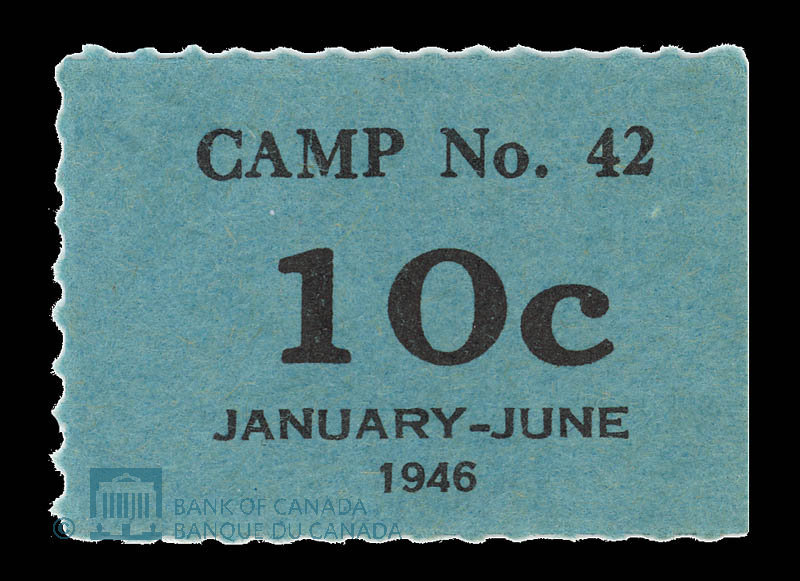 CAMP No. 42
10c
JANUARY-JUNE
1946
© BANK OF CANADA
BANQUE DU CANADA